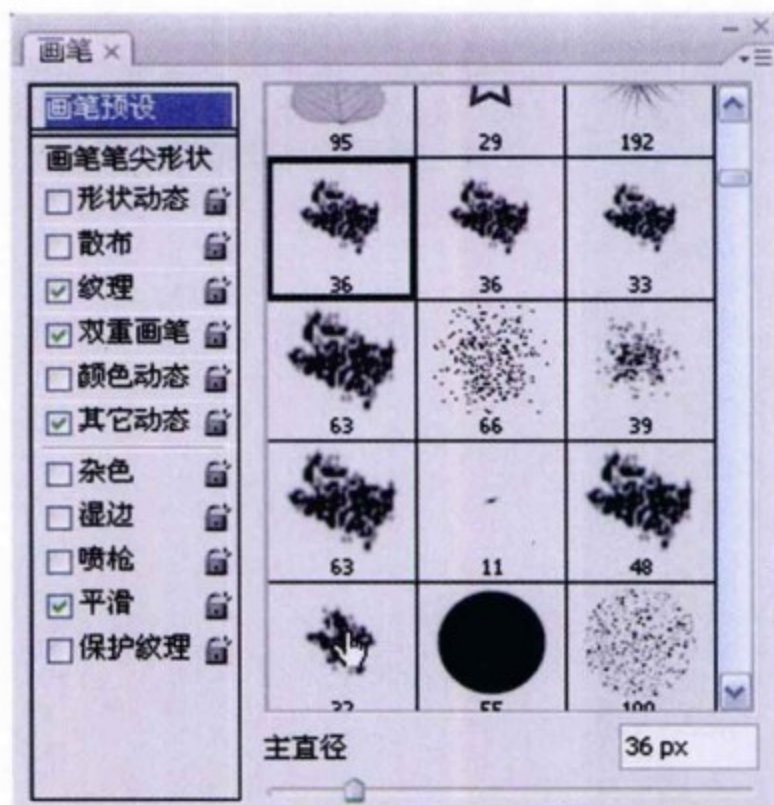 画笔 ×
画笔预设
画笔笔尖形状
形状动态
散布
纹理
双重画笔
颜色动态
其它动态
杂色
湿边
喷枪
平滑
保护纹理
95 29 192
36 36 33
63 66 39
63 11 48
32 55 100
主直径 36 px